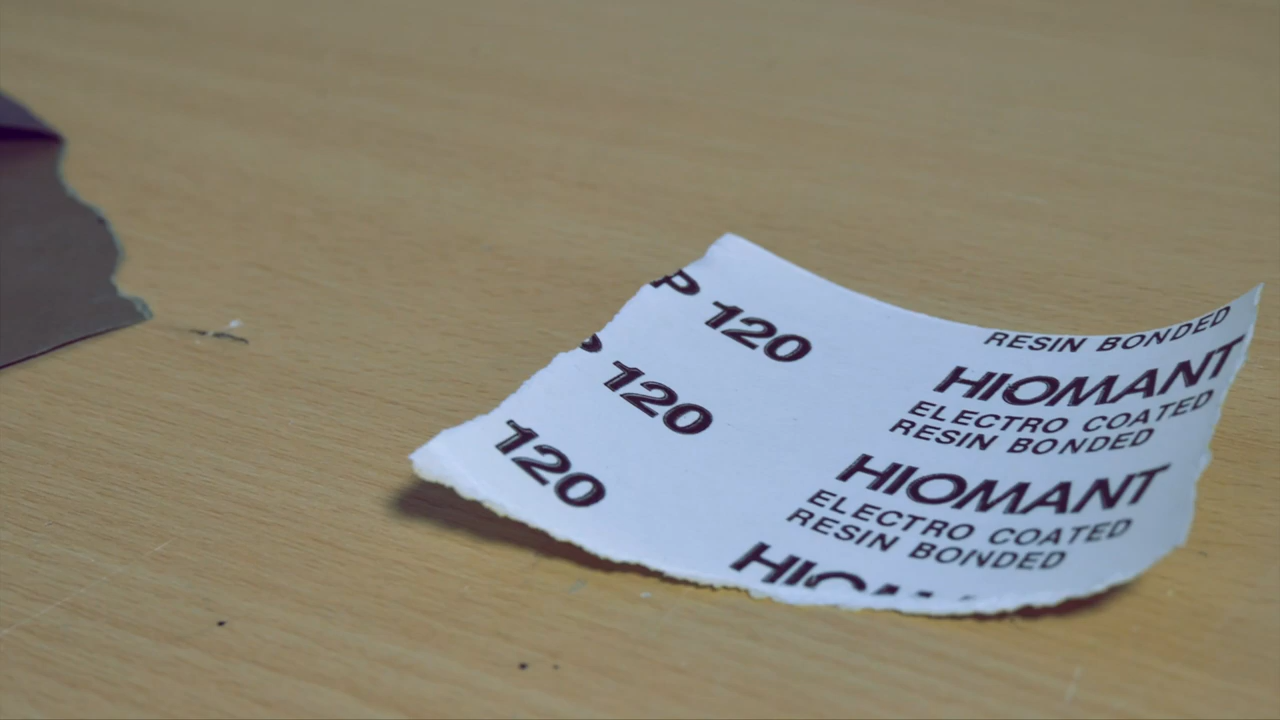 P 120
P 120
120
RESIN BONDED
HIOMANT
ELECTRO COATED
RESIN BONDED
HIOMANT
ELECTRO COATED
RESIN BONDED